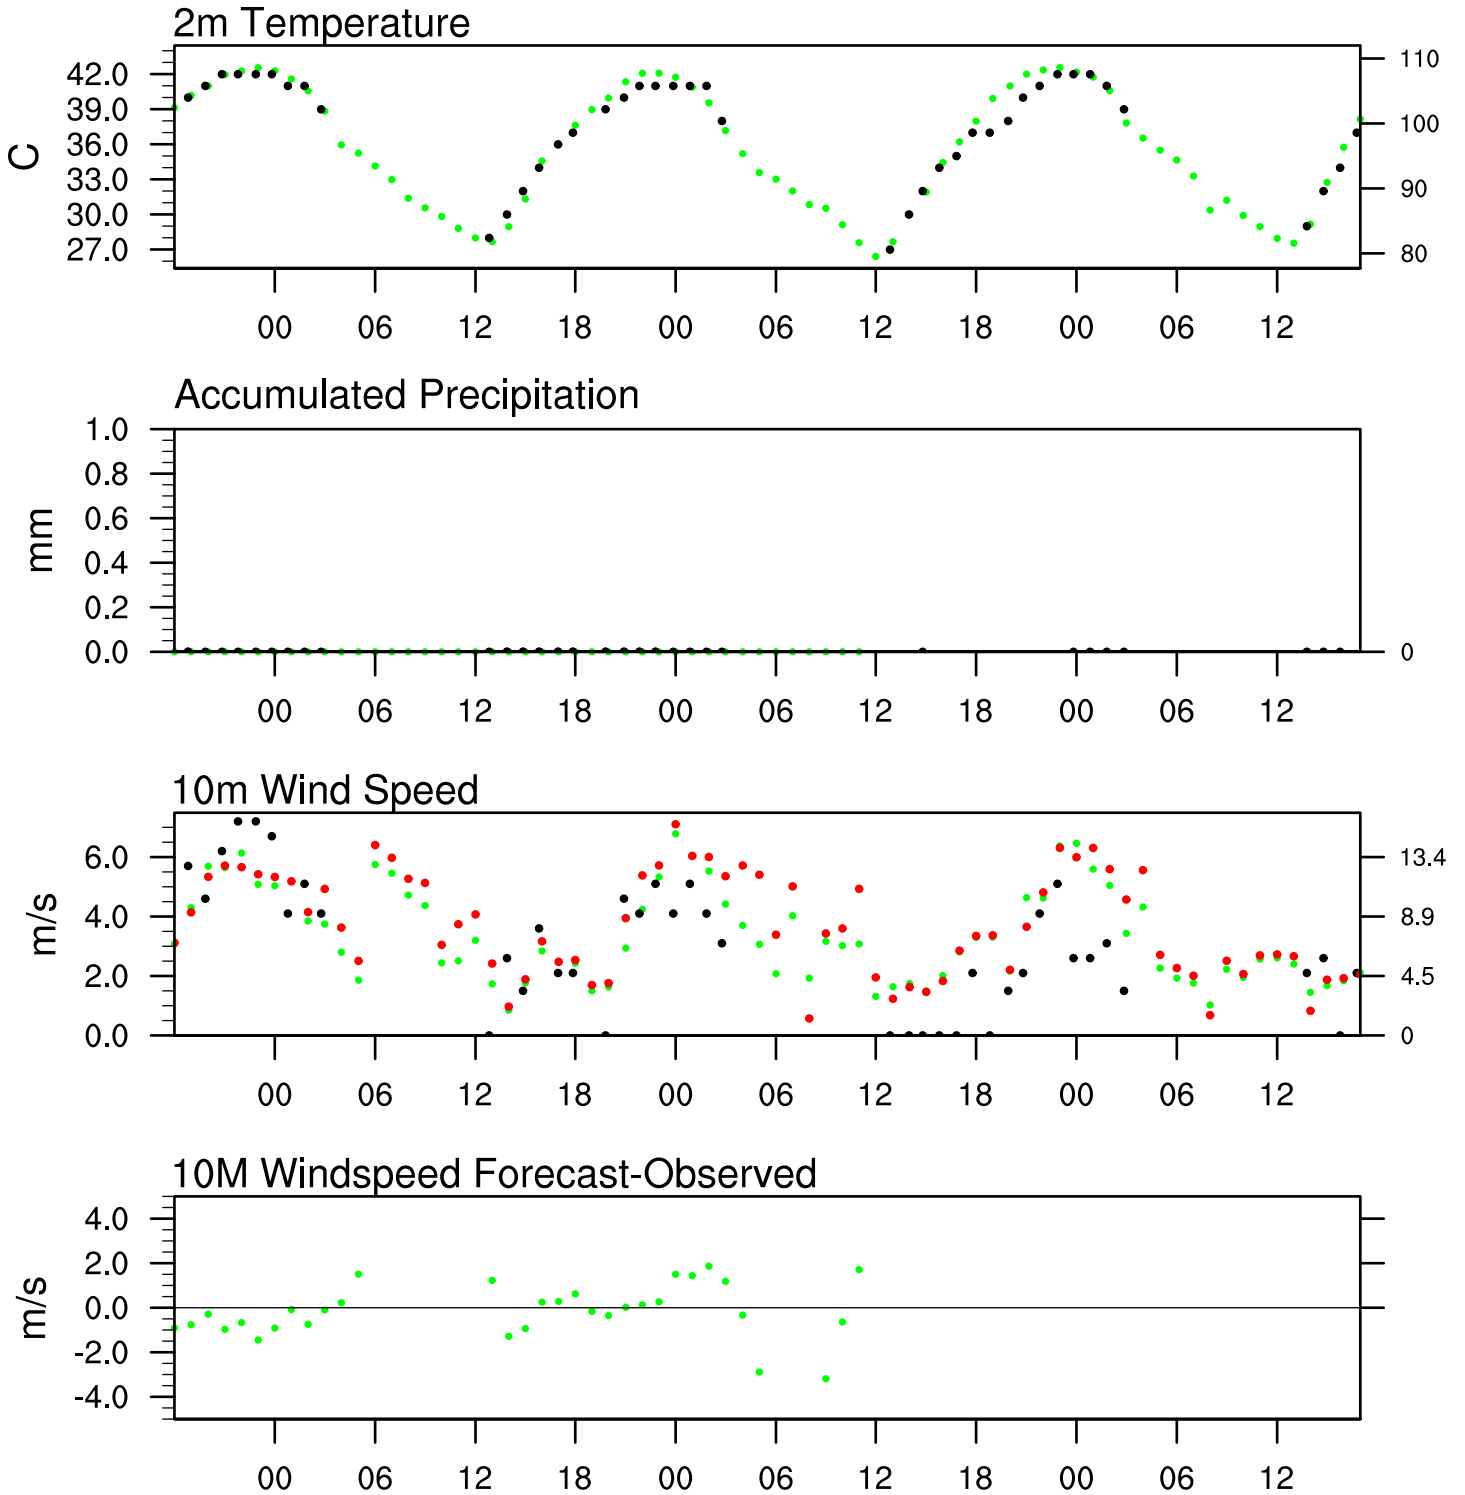 2m Temperature
42.0 110
39.0
36.0 100
33.0
30.0 90
27.0 80
C
00 06 12 18 00 06 12 18 00 06 12
Accumulated Precipitation
1.0
0.8
0.6
0.4
0.2
0.0 0
mm
00 06 12 18 00 06 12 18 00 06 12
10m Wind Speed
6.0 13.4
4.0 8.9
2.0 4.5
0.0 0
m/s
00 06 12 18 00 06 12 18 00 06 12
10M Windspeed Forecast-Observed
4.0
2.0
0.0
-2.0
-4.0
m/s
00 06 12 18 00 06 12 18 00 06 12